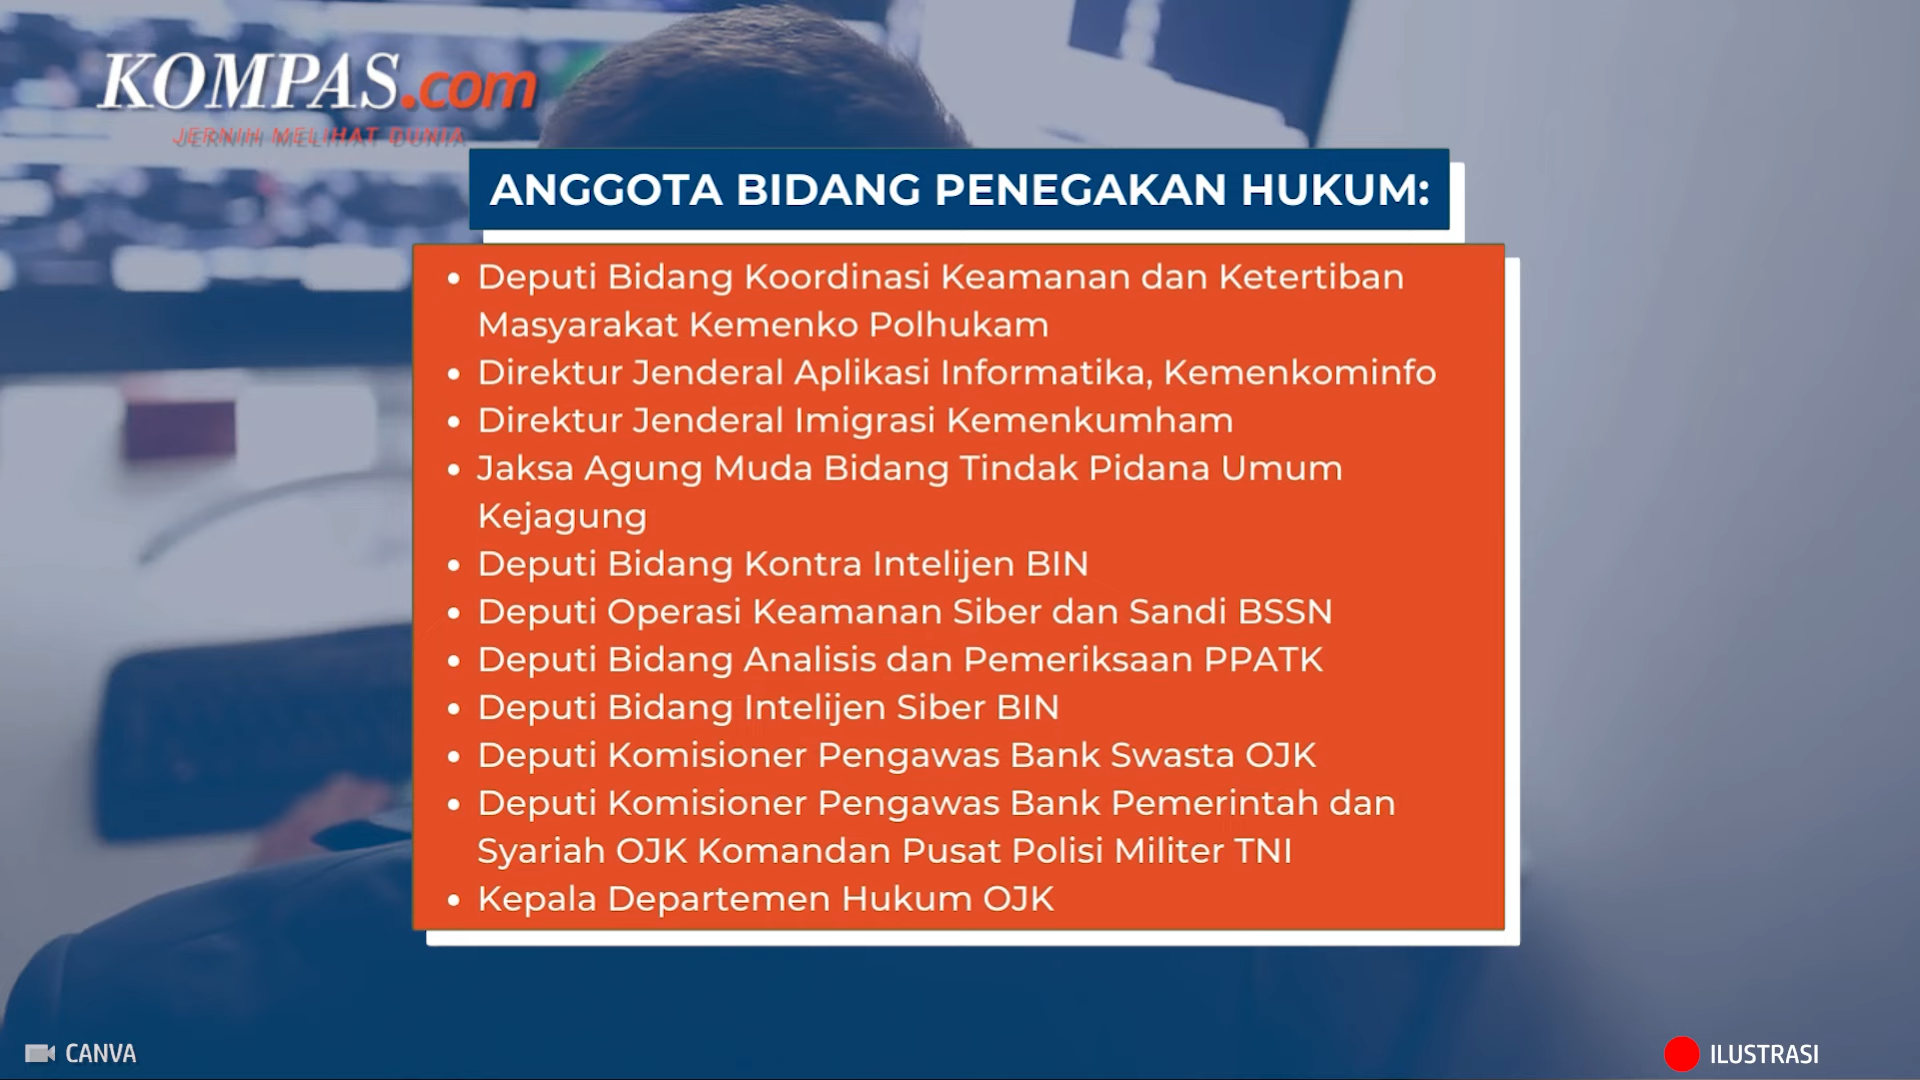 KOMPAS.com
JERNIH MELIHAT DUNIA
ANGGOTA BIDANG PENEGAKAN HUKUM:
• Deputi Bidang Koordinasi Keamanan dan Ketertiban
Masyarakat Kemenko Polhukam
• Direktur Jenderal Aplikasi Informatika, Kemenkominfo
• Direktur Jenderal Imigrasi Kemenkumham
• Jaksa Agung Muda Bidang Tindak Pidana Umum
Kejagung
• Deputi Bidang Kontra Intelijen BIN
• Deputi Operasi Keamanan Siber dan Sandi BSSN
• Deputi Bidang Analisis dan Pemeriksaan PPATK
• Deputi Bidang Intelijen Siber BIN
• Deputi Komisioner Pengawas Bank Swasta OJK
• Deputi Komisioner Pengawas Bank Pemerintah dan
Syariah OJK Komandan Pusat Polisi Militer TNI
• Kepala Departemen Hukum OJK
CANVA
ILUSTRASI